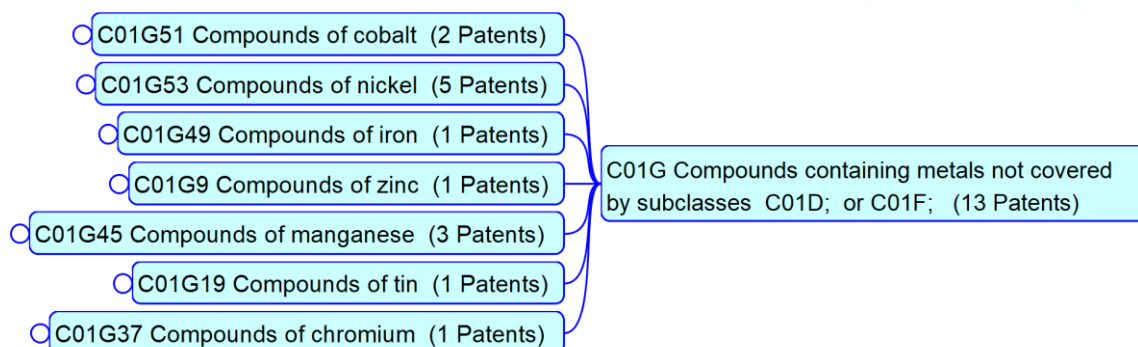 C01G51 Compounds of cobalt (2 Patents)
C01G53 Compounds of nickel (5 Patents)
C01G49 Compounds of iron (1 Patents)
C01G9 Compounds of zinc (1 Patents)
C01G45 Compounds of manganese (3 Patents)
C01G19 Compounds of tin (1 Patents)
C01G37 Compounds of chromium (1 Patents)
C01G Compounds containing metals not covered
by subclasses C01D; or C01F; (13 Patents)